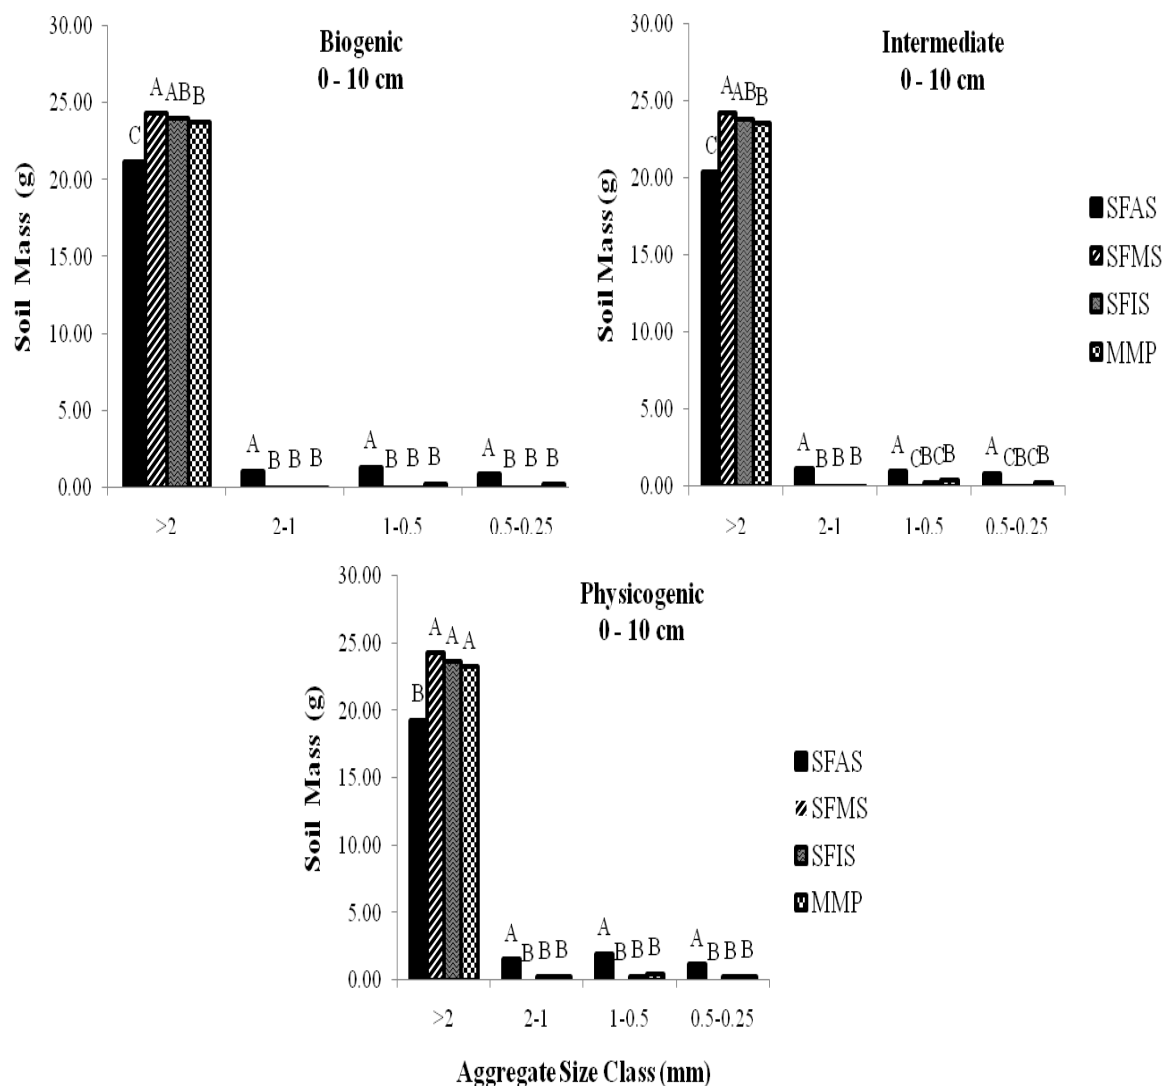 Biogenic
0 - 10 cm
Soil Mass (g)
30.00
25.00
20.00
15.00
10.00
5.00
0.00
C A AB B
A B B B
A B B B
A B B B
>2 2-1 1-0.5 0.5-0.25
Intermediate
0 - 10 cm
Soil Mass (g)
30.00
25.00
20.00
15.00
10.00
5.00
0.00
C A AB B
A B B B
A C BC B
A C BC B
>2 2-1 1-0.5 0.5-0.25
SFAS
SFMS
SFIS
MMP
Physicogenic
0 - 10 cm
Soil Mass (g)
30.00
25.00
20.00
15.00
10.00
5.00
0.00
B A A A
A B B B
A B B B
A B B B
>2 2-1 1-0.5 0.5-0.25
SFAS
SFMS
SFIS
MMP
Aggregate Size Class (mm)